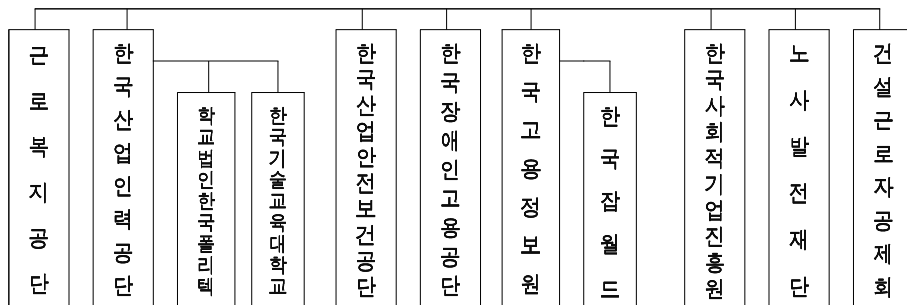 근로복지공단
한국산업인력공단
학교법인한국폴리텍
한국기술교육대학교
한국산업안전보건공단
한국장애인고용공단
한국고용정보원
한국잡월드
한국사회적기업진흥원
노사발전재단
건설근로자공제회